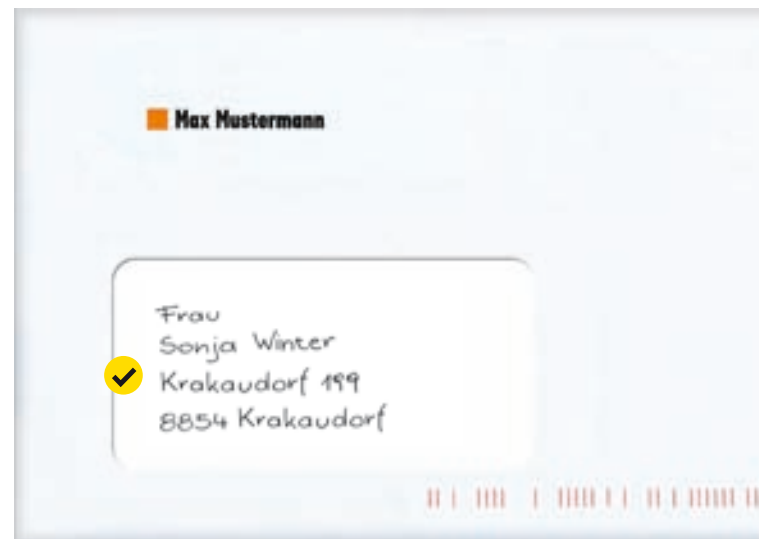 Max Mustermann
Frau
Sonja Winter
Krakaudorf 199
8854 Krakaudorf